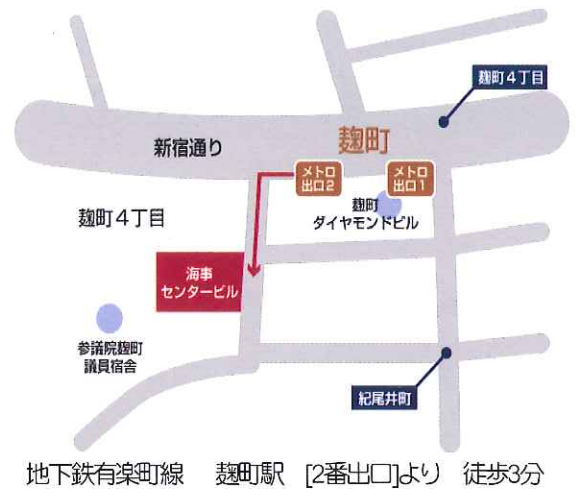 麹町4丁目
新宿通り
麹町
メトロ
出口2
メトロ
出口1
麹町
ダイヤモンドビル
麹町4丁目
海事
センタービル
参議院麹町
議員宿舎
紀尾井町
地下鉄有楽町線 麹町駅 [2番出口]より 徒歩3分